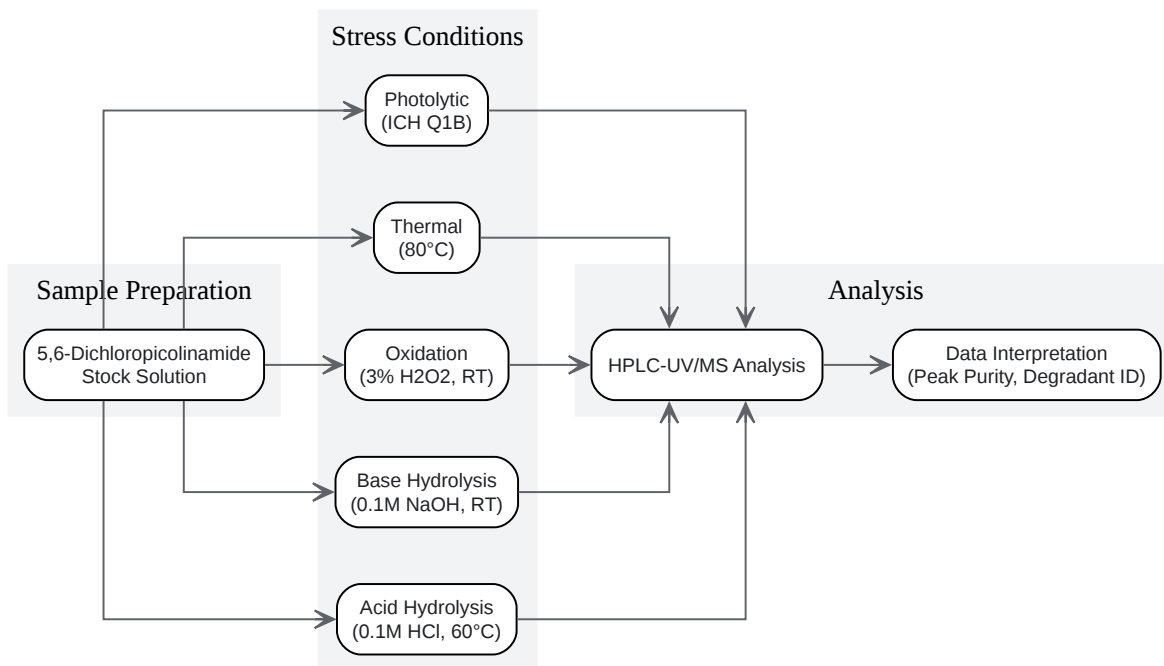 Stress Conditions
Photolytic
(ICH Q1B)
Thermal
(80°C)
Sample Preparation
5,6-Dichloropicolinamide
Stock Solution
Oxidation
(3% H2O2, RT)
Base Hydrolysis
(0.1M NaOH, RT)
Acid Hydrolysis
(0.1M HCl, 60°C)
Analysis
HPLC-UV/MS Analysis
Data Interpretation
(Peak Purity, Degradant ID)